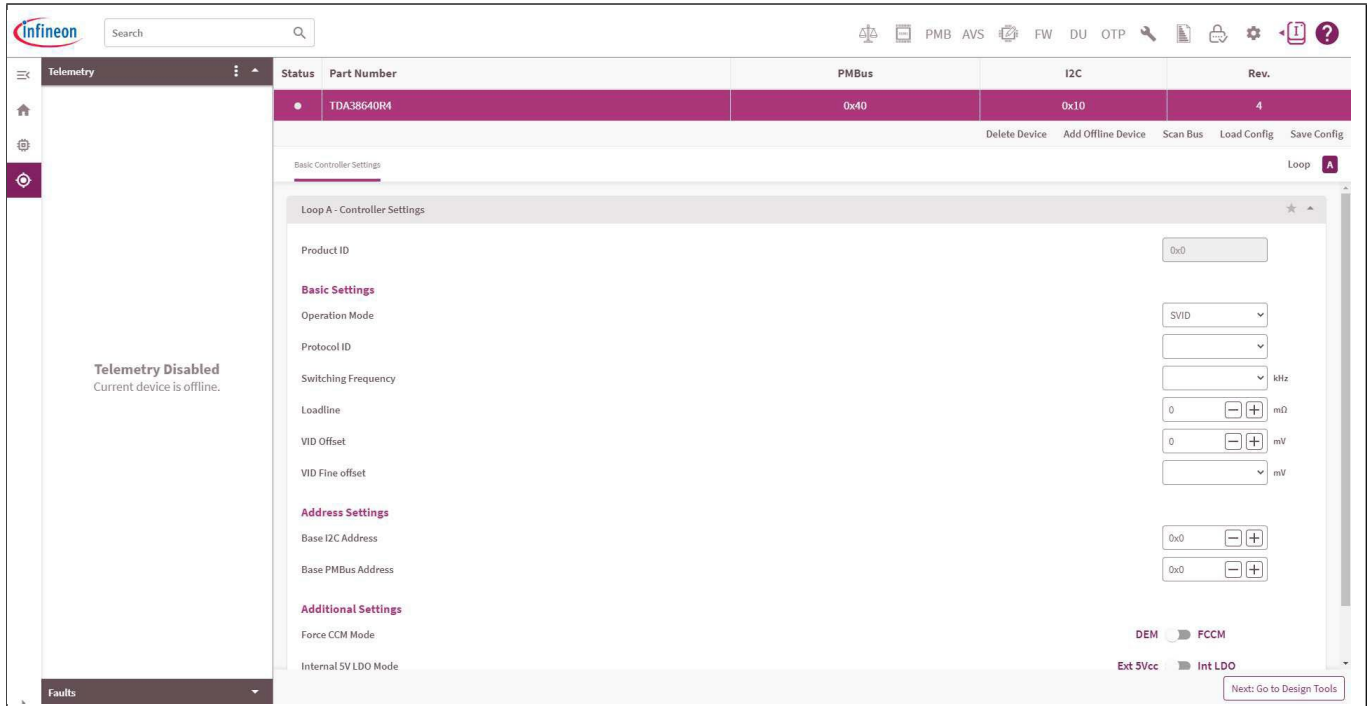 infineon
Search
PMB AVS FW DU OTP
Telemetry
Status Part Number PMBus I2C Rev.
TDA38640R4 0x40 0x10 4
Delete Device Add Offline Device Scan Bus Load Config Save Config
Basic Controller Settings Loop A
Loop A - Controller Settings
Product ID 0x0
Basic Settings
Operation Mode SVID
Protocol ID
Telemetry Disabled
Current device is offline.
Switching Frequency kHz
Loadline 0 mΩ
VID Offset 0 mV
VID Fine offset mV
Address Settings
Base I2C Address 0x0
Base PMBus Address 0x0
Additional Settings
Force CCM Mode DEM FCCM
Internal 5V LDO Mode Ext 5Vcc Int LDO
Faults
Next: Go to Design Tools